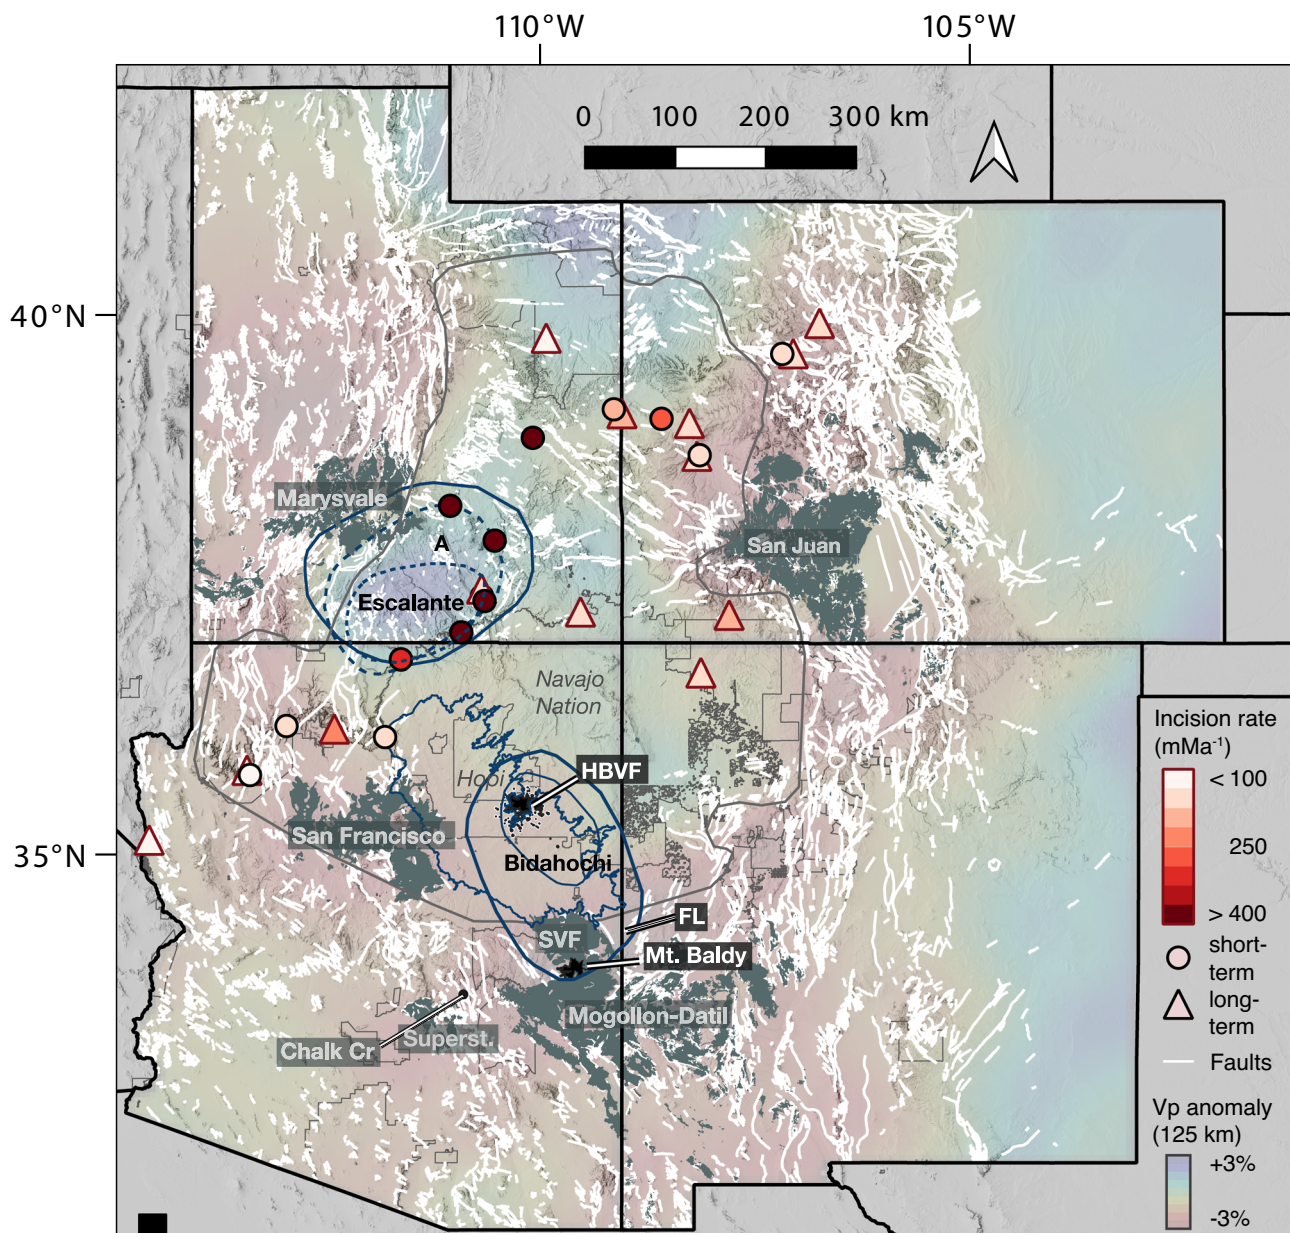 110°W
105°W
0 100 200 300 km
40°N
Marysvale
A
San Juan
Escalante
Navajo
Nation
Incision rate
(mMa⁻¹)
< 100
250
> 400
short-
term
long-
term
Faults
Vp anomaly
(125 km)
+3%
-3%
Hopi
HBVF
San Francisco
35°N
Bidahochi
FL
SVF
Mt. Baldy
Mogollon-Datil
Superst.
Chalk Cr.